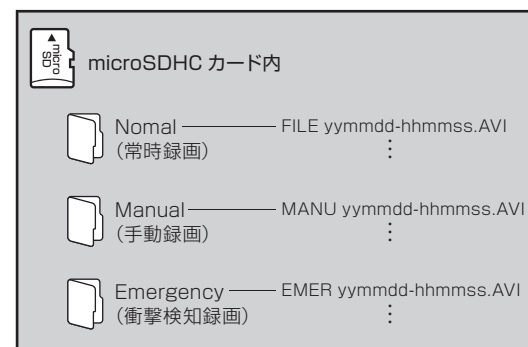 micro
SD
microSDHC カード内
Nomal FILE yymmdd-hhmmss.AVI
(常時録画)
Manual MANU yymmdd-hhmmss.AVI
(手動録画)
Emergency EMER yymmdd-hhmmss.AVI
(衝撃検知録画)